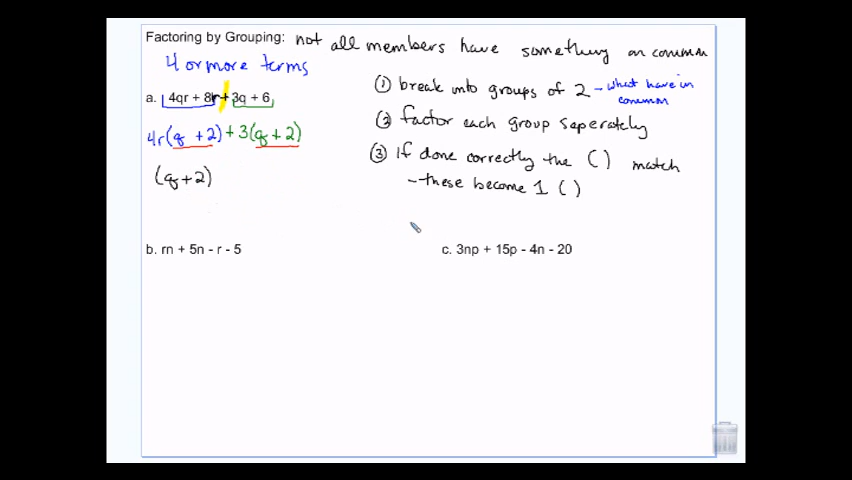 Factoring by Grouping: not all members have something in common
4 or more terms
a. 4qr + 8r + 3q + 6
4r(q + 2) + 3(q + 2)
(q + 2)
① break into groups of 2 - what have in common
② factor each group seperately
③ If done correctly the ( ) match
- these become 1 ( )
b. rn + 5n - r - 5
c. 3np + 15p - 4n - 20